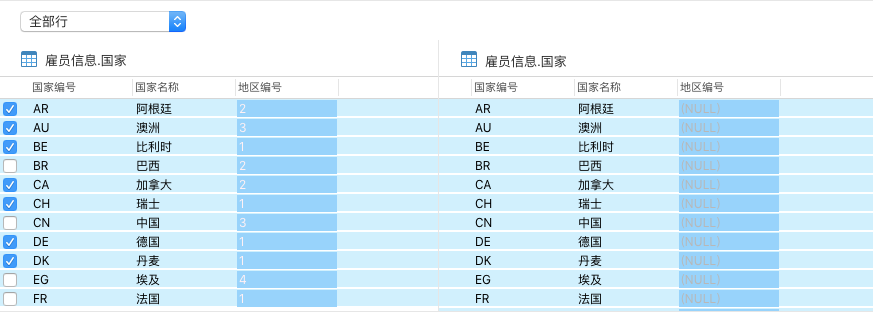 全部行
雇员信息.国家 雇员信息.国家
国家编号 国家名称 地区编号 国家编号 国家名称 地区编号
AR 阿根廷 2 AR 阿根廷 (NULL)
AU 澳洲 3 AU 澳洲 (NULL)
BE 比利时 1 BE 比利时 (NULL)
BR 巴西 2 BR 巴西 (NULL)
CA 加拿大 2 CA 加拿大 (NULL)
CH 瑞士 1 CH 瑞士 (NULL)
CN 中国 3 CN 中国 (NULL)
DE 德国 1 DE 德国 (NULL)
DK 丹麦 1 DK 丹麦 (NULL)
EG 埃及 4 EG 埃及 (NULL)
FR 法国 1 FR 法国 (NULL)